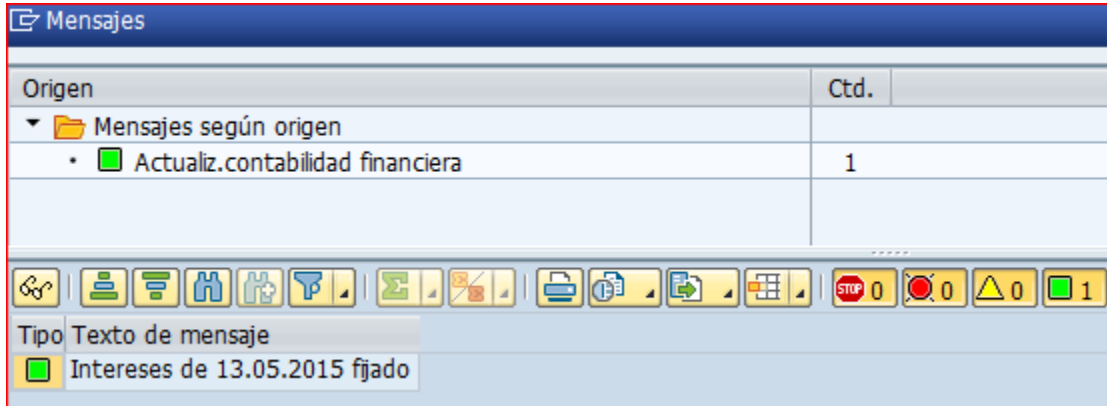 Mensajes
Origen Ctd.
Mensajes según origen
Actualiz.contabilidad financiera 1
STOP 0 0 0 1
Tipo Texto de mensaje
Intereses de 13.05.2015 fijado